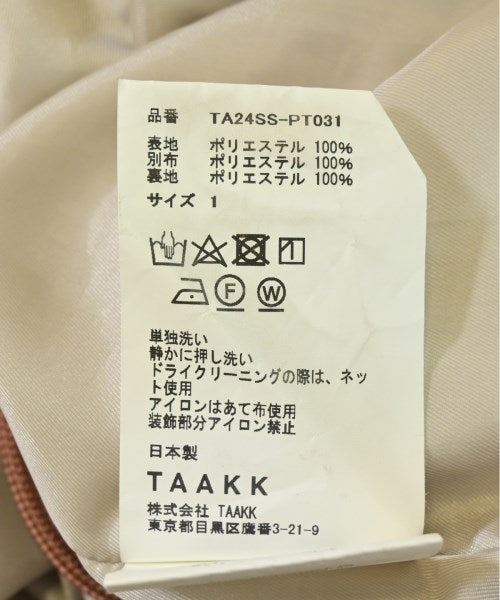 品番 TA24SS-PT031
表地 ポリエステル 100%
別布 ポリエステル 100%
裏地 ポリエステル 100%
サイズ 1
F W
単独洗い
静かに押し洗い
ドライクリーニングの際は、ネッ
ト使用
アイロンはあて布使用
装飾部分アイロン禁止
日本製
TAAKK
株式会社 TAAKK
東京都目黒区鷹番3-21-9